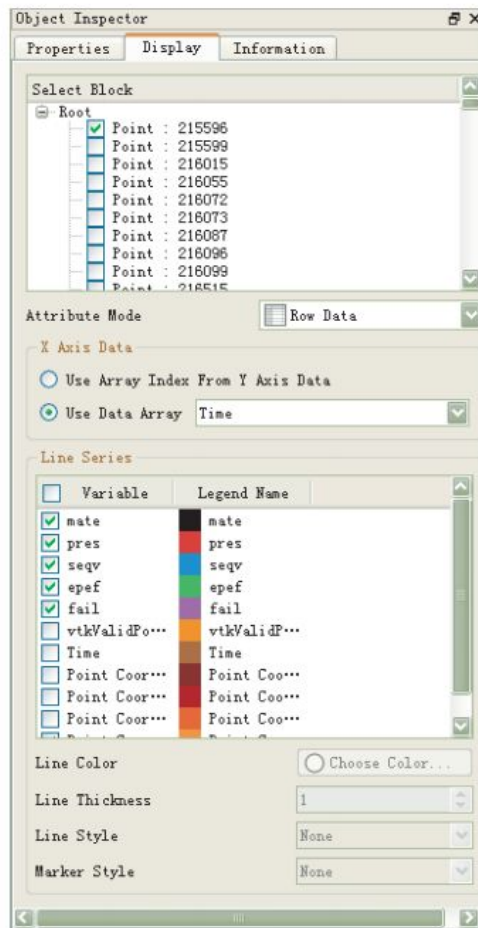 Object Inspector
Properties Display Information
Select Block
Root
Point : 215596
Point : 215599
Point : 216015
Point : 216055
Point : 216072
Point : 216073
Point : 216087
Point : 216096
Point : 216099
Point : 216515
Attribute Mode Row Data
X Axis Data
Use Array Index From Y Axis Data
Use Data Array Time
Line Series
Variable Legend Name
mate mate
pres pres
seqv seqv
epef epef
fail fail
vtkValidPo··· vtkValidP···
Time Time
Point Coor··· Point Coo···
Point Coor··· Point Coo···
Point Coor··· Point Coo···
Line Color Choose Color...
Line Thickness 1
Line Style None
Marker Style None